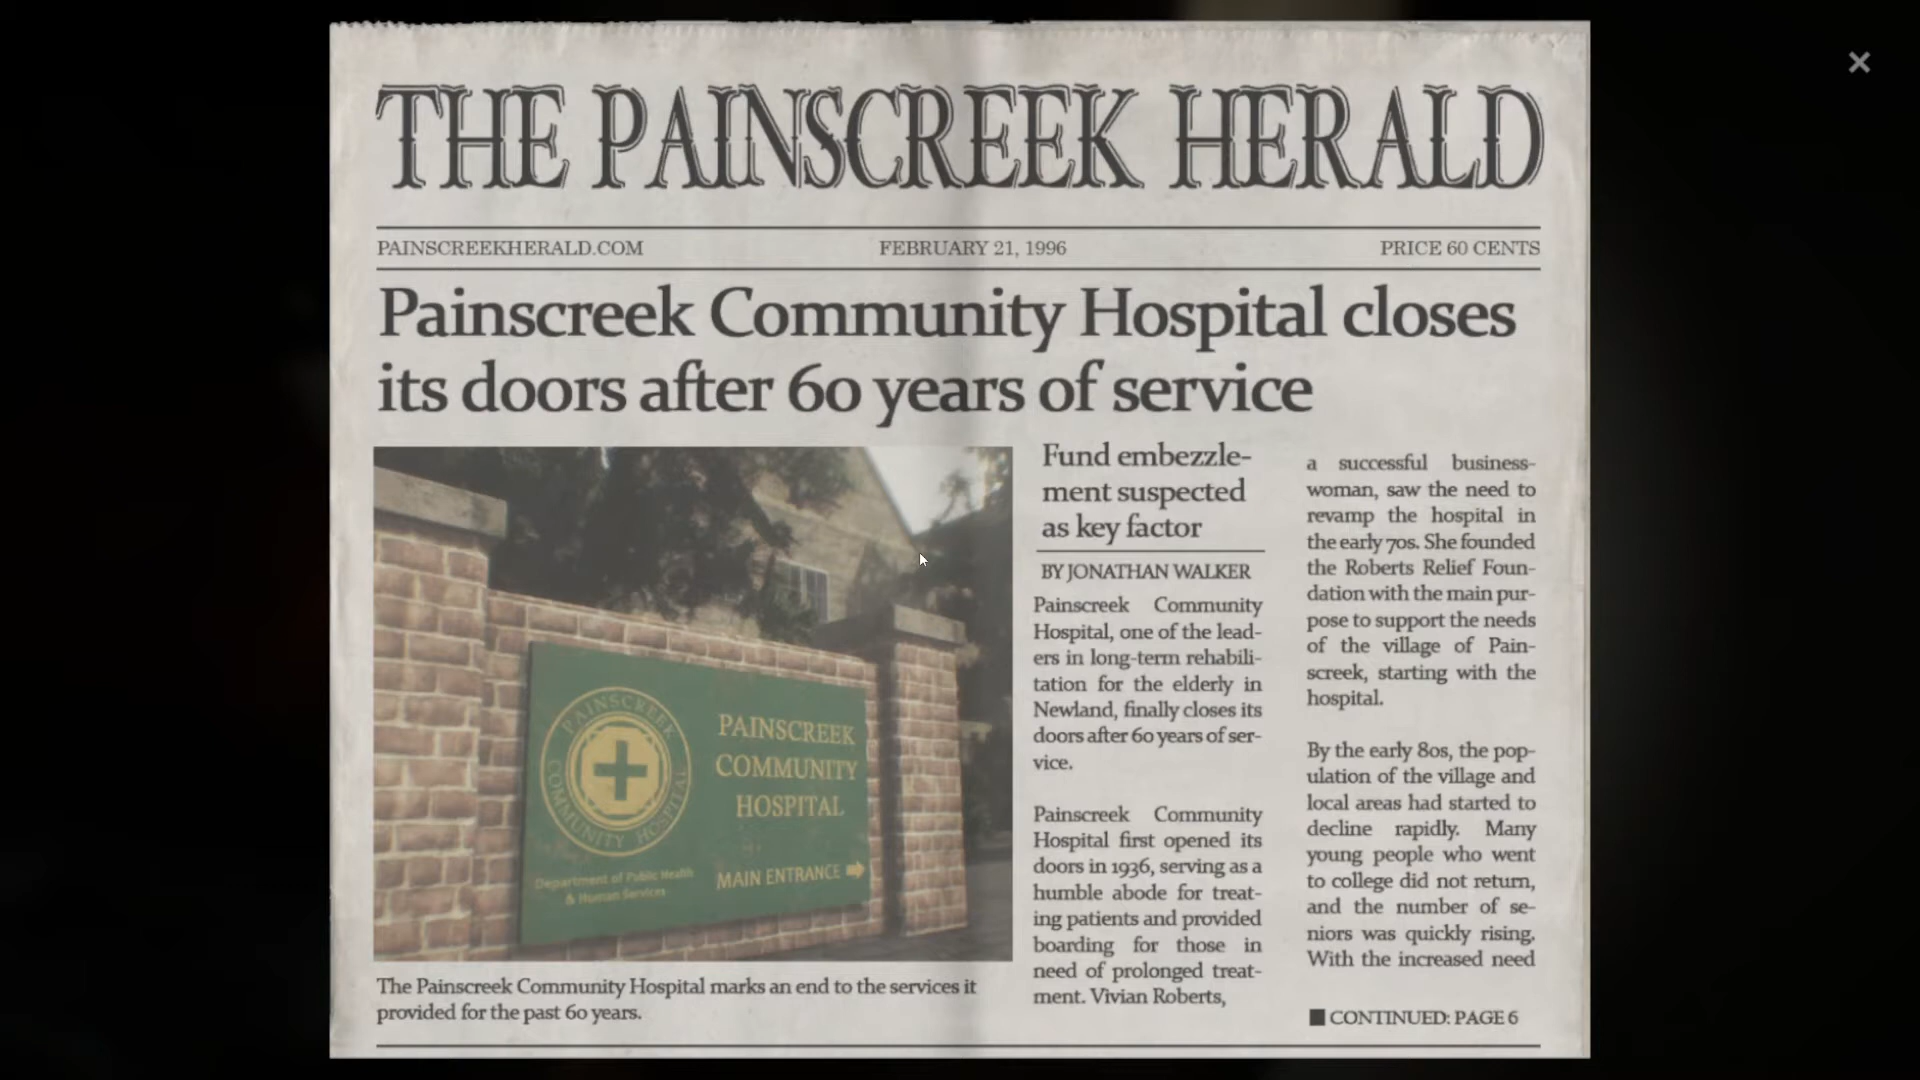 THE PAINSCREEK HERALD
PAINSCREEKHERALD.COM FEBRUARY 21, 1996 PRICE 60 CENTS
Painscreek Community Hospital closes
its doors after 60 years of service
PAINSCREEK
COMMUNITY HOSPITAL
Department of Public Health
& Human Services
PAINSCREEK
COMMUNITY
HOSPITAL
MAIN ENTRANCE
The Painscreek Community Hospital marks an end to the services it
provided for the past 60 years.
Fund embezzle-
ment suspected
as key factor
BY JONATHAN WALKER
Painscreek Community
Hospital, one of the lead-
ers in long-term rehabili-
tation for the elderly in
Newland, finally closes its
doors after 60 years of ser-
vice.
Painscreek Community
Hospital first opened its
doors in 1936, serving as a
humble abode for treat-
ing patients and provided
boarding for those in
need of prolonged treat-
ment. Vivian Roberts,
a successful business-
woman, saw the need to
revamp the hospital in
the early 70s. She founded
the Roberts Relief Foun-
dation with the main pur-
pose to support the needs
of the village of Pain-
screek, starting with the
hospital.
By the early 80s, the pop-
ulation of the village and
local areas had started to
decline rapidly. Many
young people who went
to college did not return,
and the number of se-
niors was quickly rising.
With the increased need
CONTINUED: PAGE 6